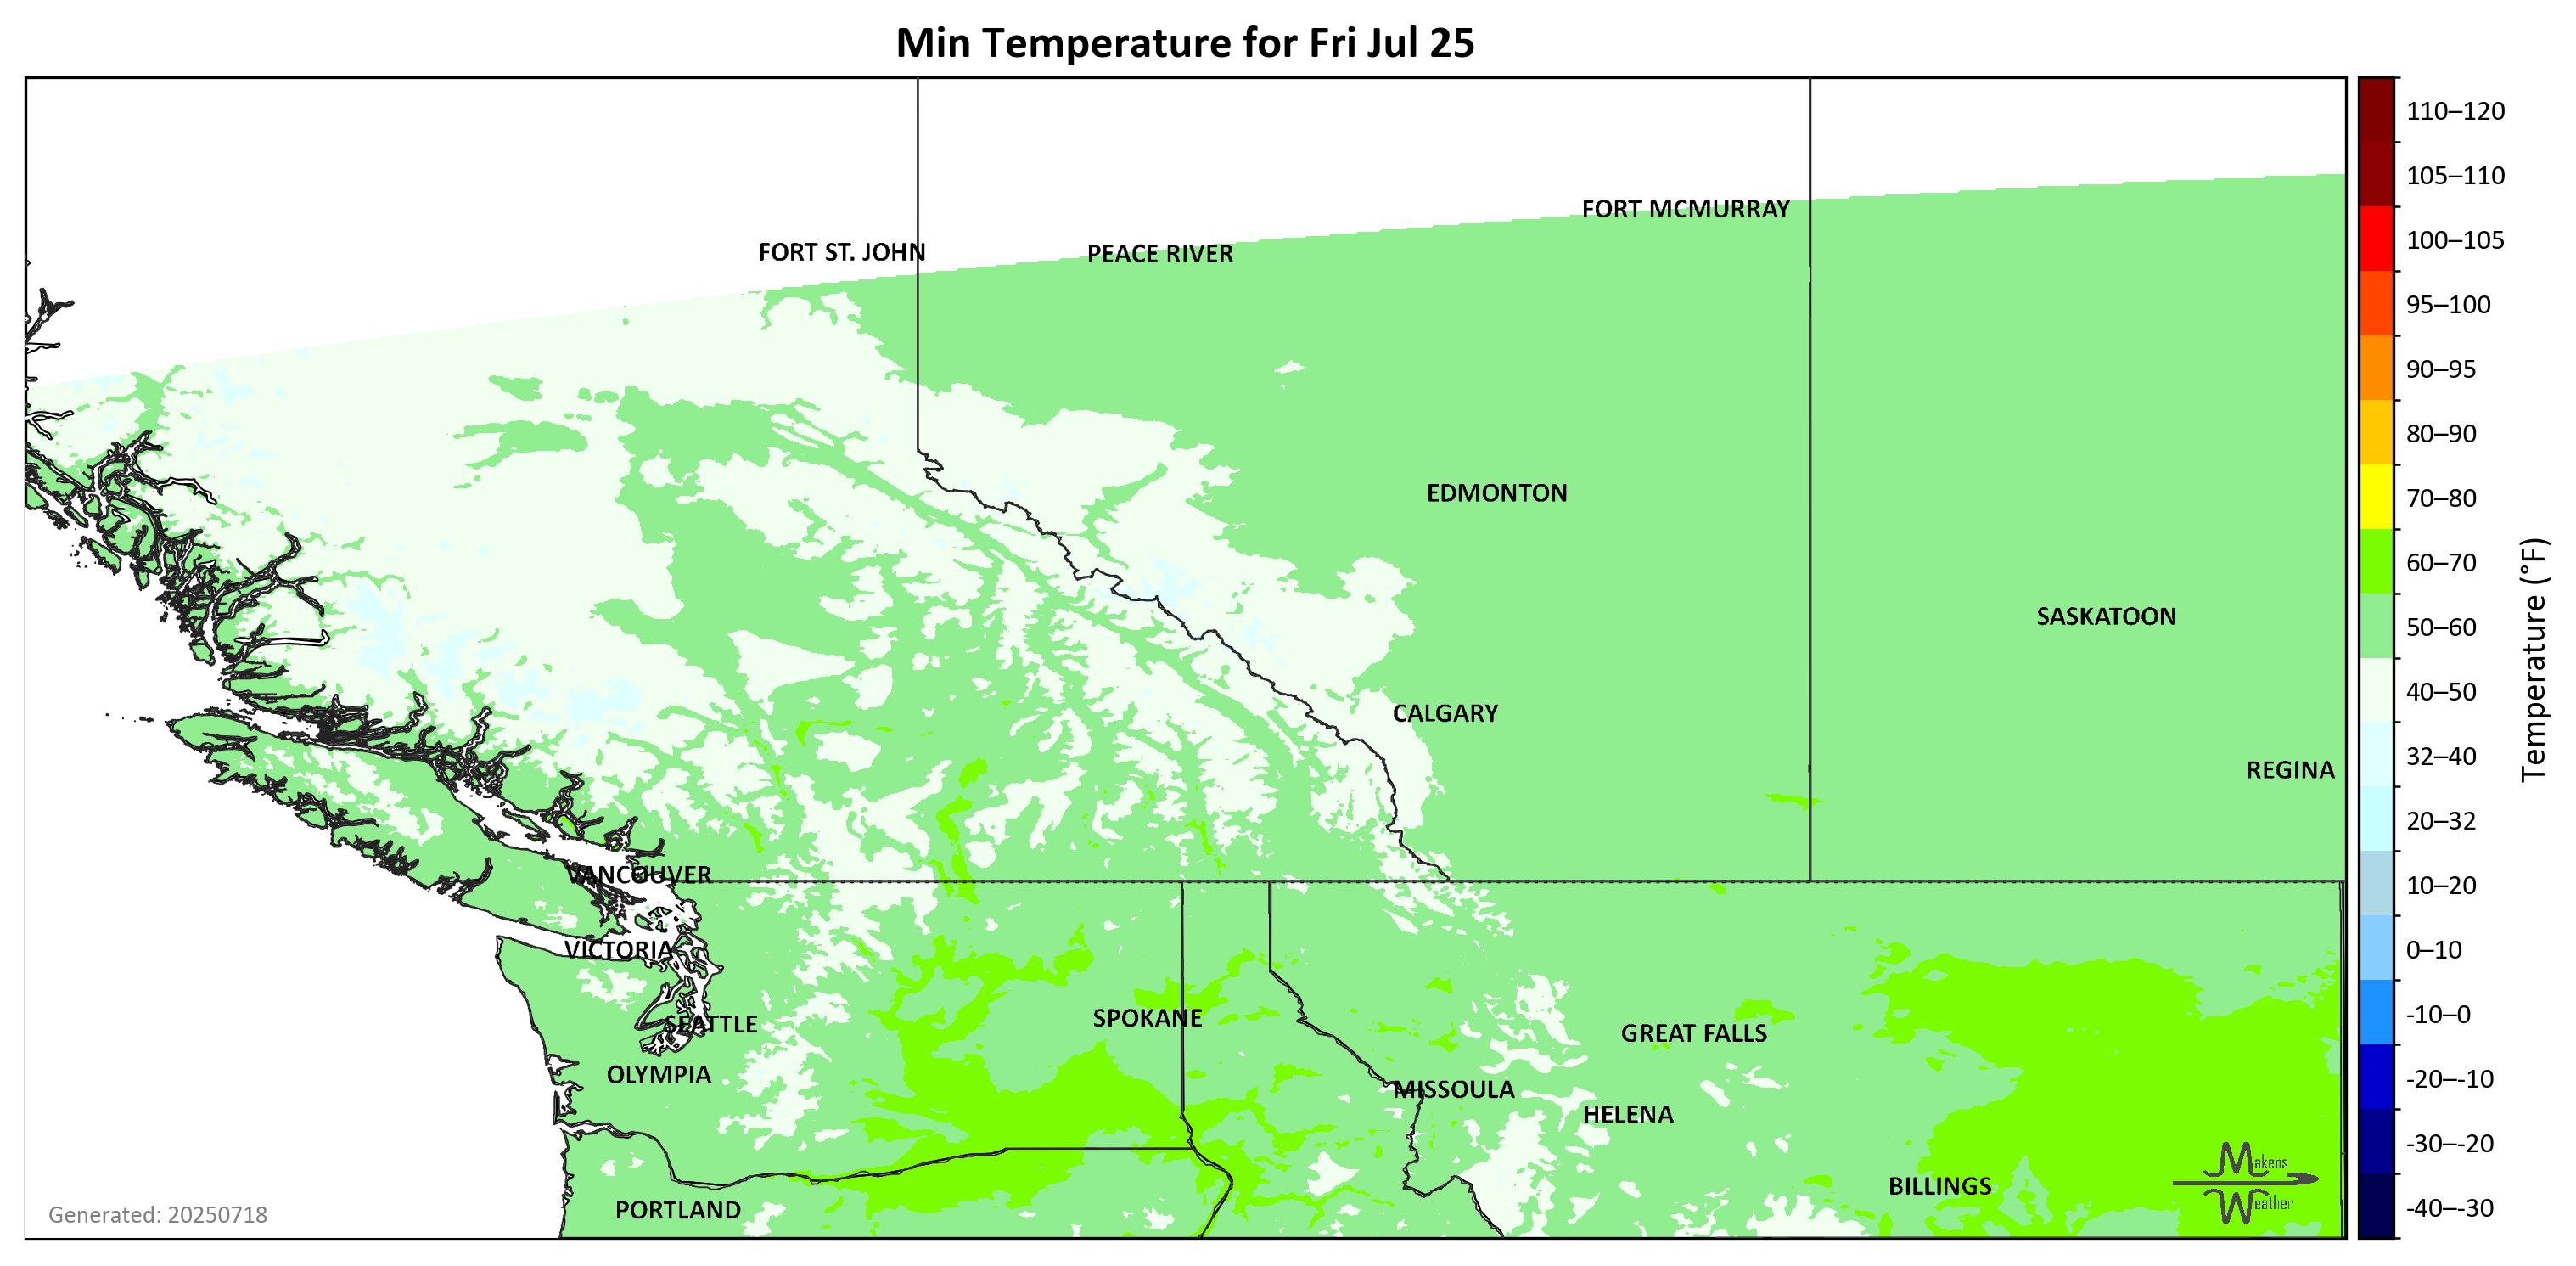 Min Temperature for Fri Jul 25
110–120
105–110
100–105
95–100
90–95
80–90
70–80
60–70
50–60
40–50
32–40
20–32
10–20
0–10
-10–0
-20–-10
-30–-20
-40–-30
Temperature (°F)
FORT MCMURRAY
FORT ST. JOHN
PEACE RIVER
EDMONTON
SASKATOON
CALGARY
REGINA
VANCOUVER
VICTORIA
SPOKANE
SEATTLE
GREAT FALLS
OLYMPIA
MISSOULA
HELENA
BILLINGS
PORTLAND
Makens
Weather
Generated: 20250718